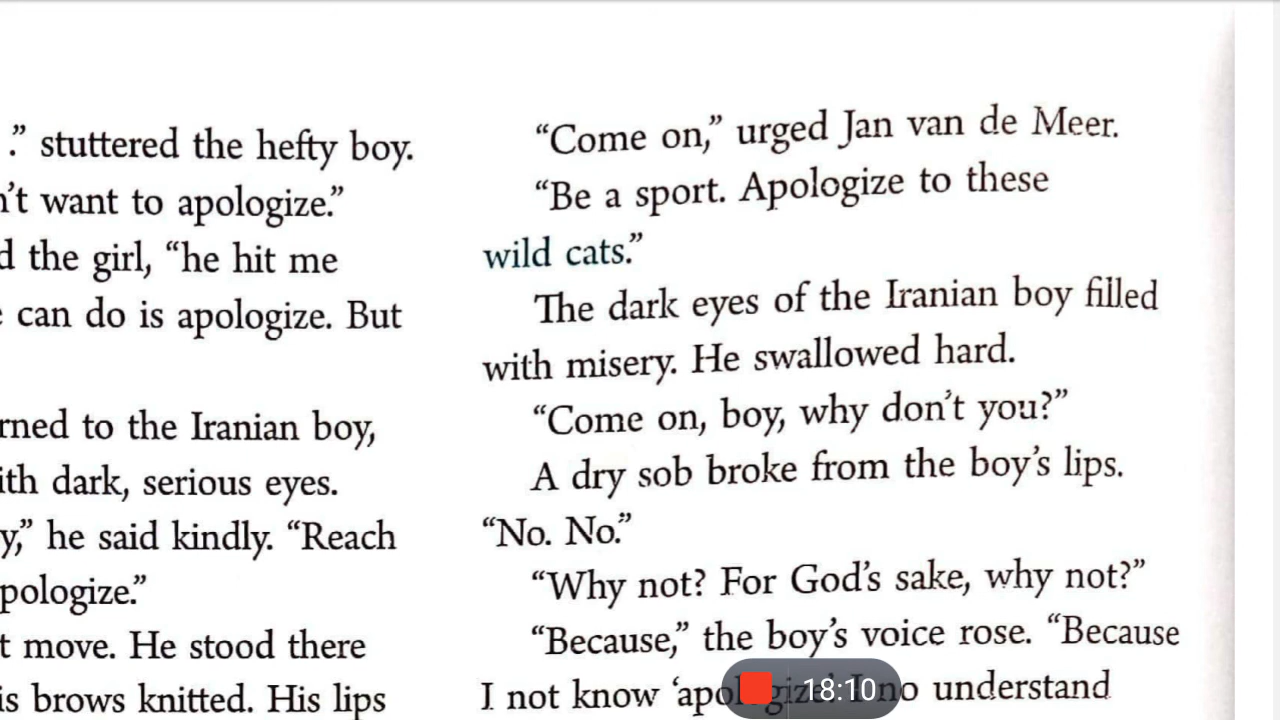 .” stuttered the hefty boy.
n’t want to apologize.”
d the girl, “he hit me
can do is apologize. But
rned to the Iranian boy,
ith dark, serious eyes.
y,” he said kindly. “Reach
pologize.”
t move. He stood there
is brows knitted. His lips
“Come on,” urged Jan van de Meer.
“Be a sport. Apologize to these
wild cats.”
The dark eyes of the Iranian boy filled
with misery. He swallowed hard.
“Come on, boy, why don’t you?”
A dry sob broke from the boy’s lips.
“No. No.”
“Why not? For God’s sake, why not?”
“Because,” the boy’s voice rose. “Because
I not know ‘apologize.’ I no understand
18:10